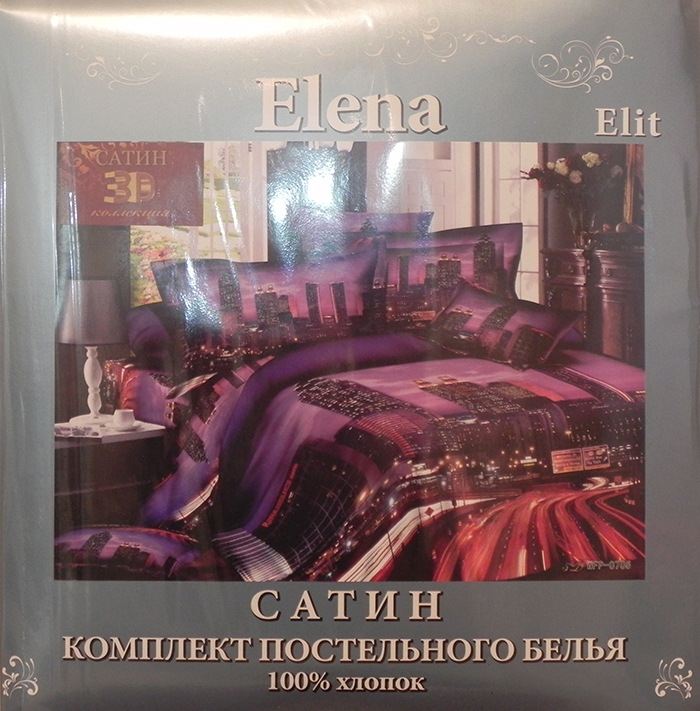 Elena
Elit
САТИН
3D
коллекция
САТИН
КОМПЛЕКТ ПОСТЕЛЬНОГО БЕЛЬЯ
100% хлопок